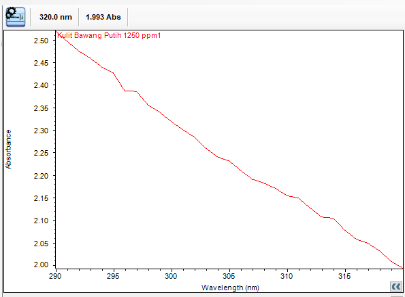 320.0 nm 1.993 Abs
Kulit Bawang Putih 1260 ppm1
2.50
2.45
2.40
2.35
2.30
2.25
2.20
2.15
2.10
2.05
2.00
Absorbance
290 295 300 305 310 315
Wavelength (nm)